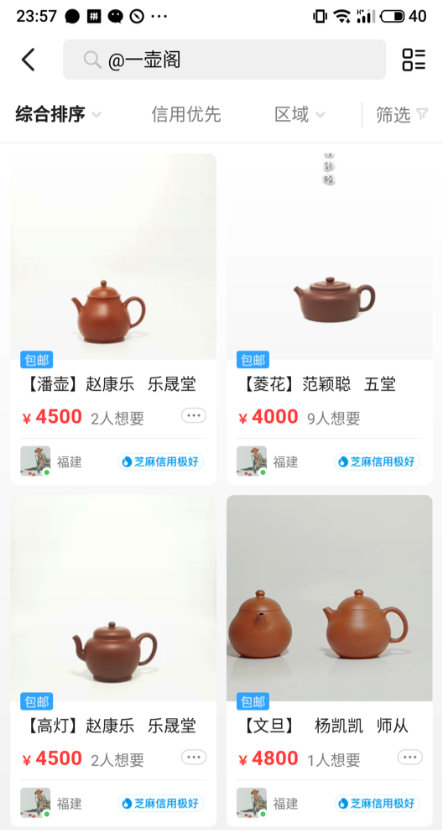 23:57
40
@一壶阁
综合排序
信用优先
区域
筛选
包邮
【潘壶】赵康乐 乐晟堂
¥4500 2人想要
福建
芝麻信用极好
包邮
【菱花】范颖聪 五堂
¥4000 9人想要
福建
芝麻信用极好
包邮
【高灯】赵康乐 乐晟堂
¥4500 2人想要
福建
芝麻信用极好
包邮
【文旦】 杨凯凯 师从
¥4800 1人想要
福建
芝麻信用极好